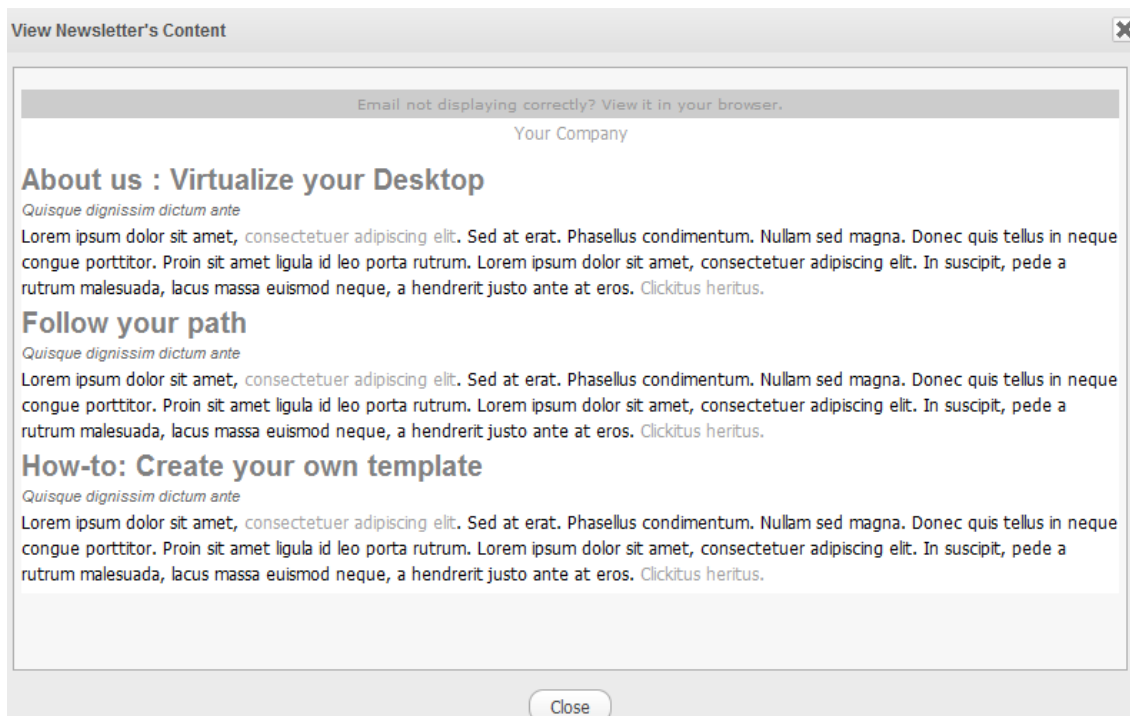 View Newsletter's Content
Email not displaying correctly? View it in your browser.
Your Company
About us : Virtualize your Desktop
Quisque dignissim dictum ante
Lorem ipsum dolor sit amet, consectetuer adipiscing elit. Sed at erat. Phasellus condimentum. Nullam sed magna. Donec quis tellus in neque
congue porttitor. Proin sit amet ligula id leo porta rutrum. Lorem ipsum dolor sit amet, consectetuer adipiscing elit. In suscipit, pede a
rutrum malesuada, lacus massa euismod neque, a hendrerit justo ante at eros. Clickitus heritus.
Follow your path
Quisque dignissim dictum ante
Lorem ipsum dolor sit amet, consectetuer adipiscing elit. Sed at erat. Phasellus condimentum. Nullam sed magna. Donec quis tellus in neque
congue porttitor. Proin sit amet ligula id leo porta rutrum. Lorem ipsum dolor sit amet, consectetuer adipiscing elit. In suscipit, pede a
rutrum malesuada, lacus massa euismod neque, a hendrerit justo ante at eros. Clickitus heritus.
How-to: Create your own template
Quisque dignissim dictum ante
Lorem ipsum dolor sit amet, consectetuer adipiscing elit. Sed at erat. Phasellus condimentum. Nullam sed magna. Donec quis tellus in neque
congue porttitor. Proin sit amet ligula id leo porta rutrum. Lorem ipsum dolor sit amet, consectetuer adipiscing elit. In suscipit, pede a
rutrum malesuada, lacus massa euismod neque, a hendrerit justo ante at eros. Clickitus heritus.
Close